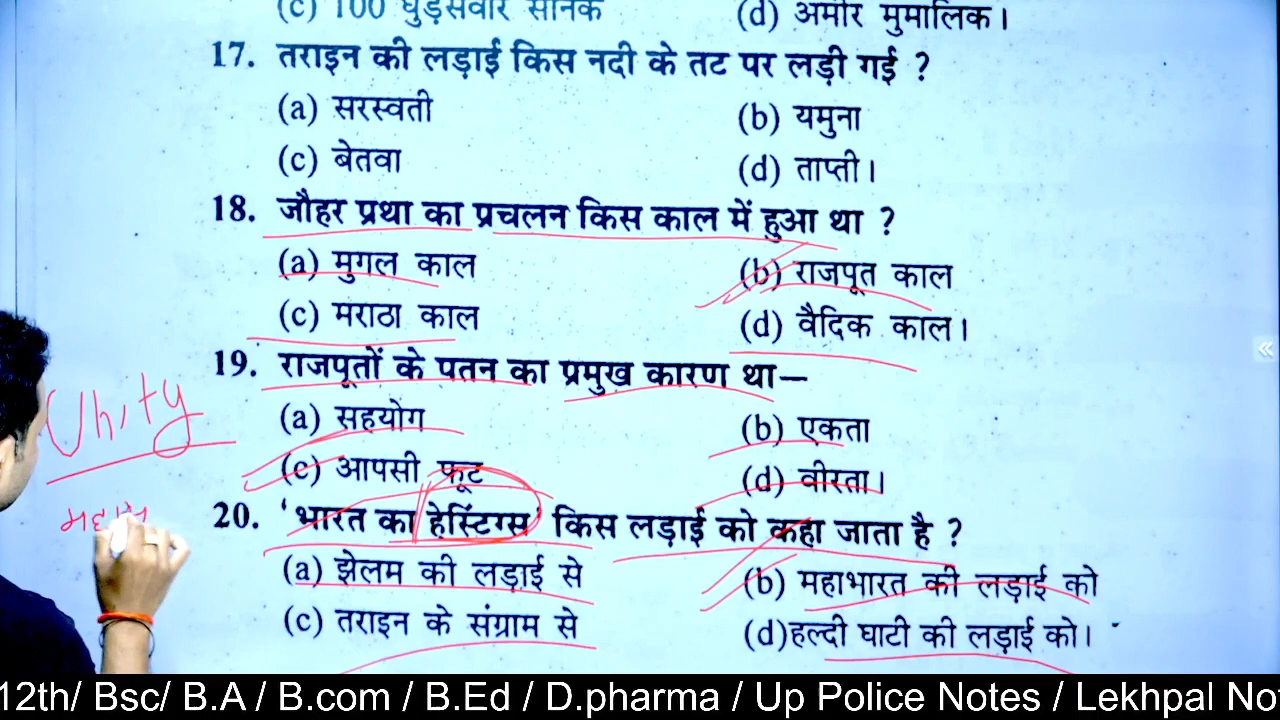 (c) 100 घुड़सवार सैनिक (d) अमीर मुमालिक।
17. तराइन की लड़ाई किस नदी के तट पर लड़ी गई ?
(a) सरस्वती (b) यमुना
(c) बेतवा (d) ताप्ती।
18. जौहर प्रथा का प्रचलन किस काल में हुआ था ?
(a) मुगल काल (b) राजपूत काल
(c) मराठा काल (d) वैदिक काल।
19. राजपूतों के पतन का प्रमुख कारण था—
(a) सहयोग (b) एकता
(c) आपसी फूट (d) वीरता।
Unity
20. 'भारत का हेस्टिंग्स' किस लड़ाई को कहा जाता है ?
(a) झेलम की लड़ाई से (b) महाभारत की लड़ाई को
(c) तराइन के संग्राम से (d)हल्दी घाटी की लड़ाई को।
12th/ Bsc/ B.A / B.com / B.Ed / D.pharma / Up Police Notes / Lekhpal No